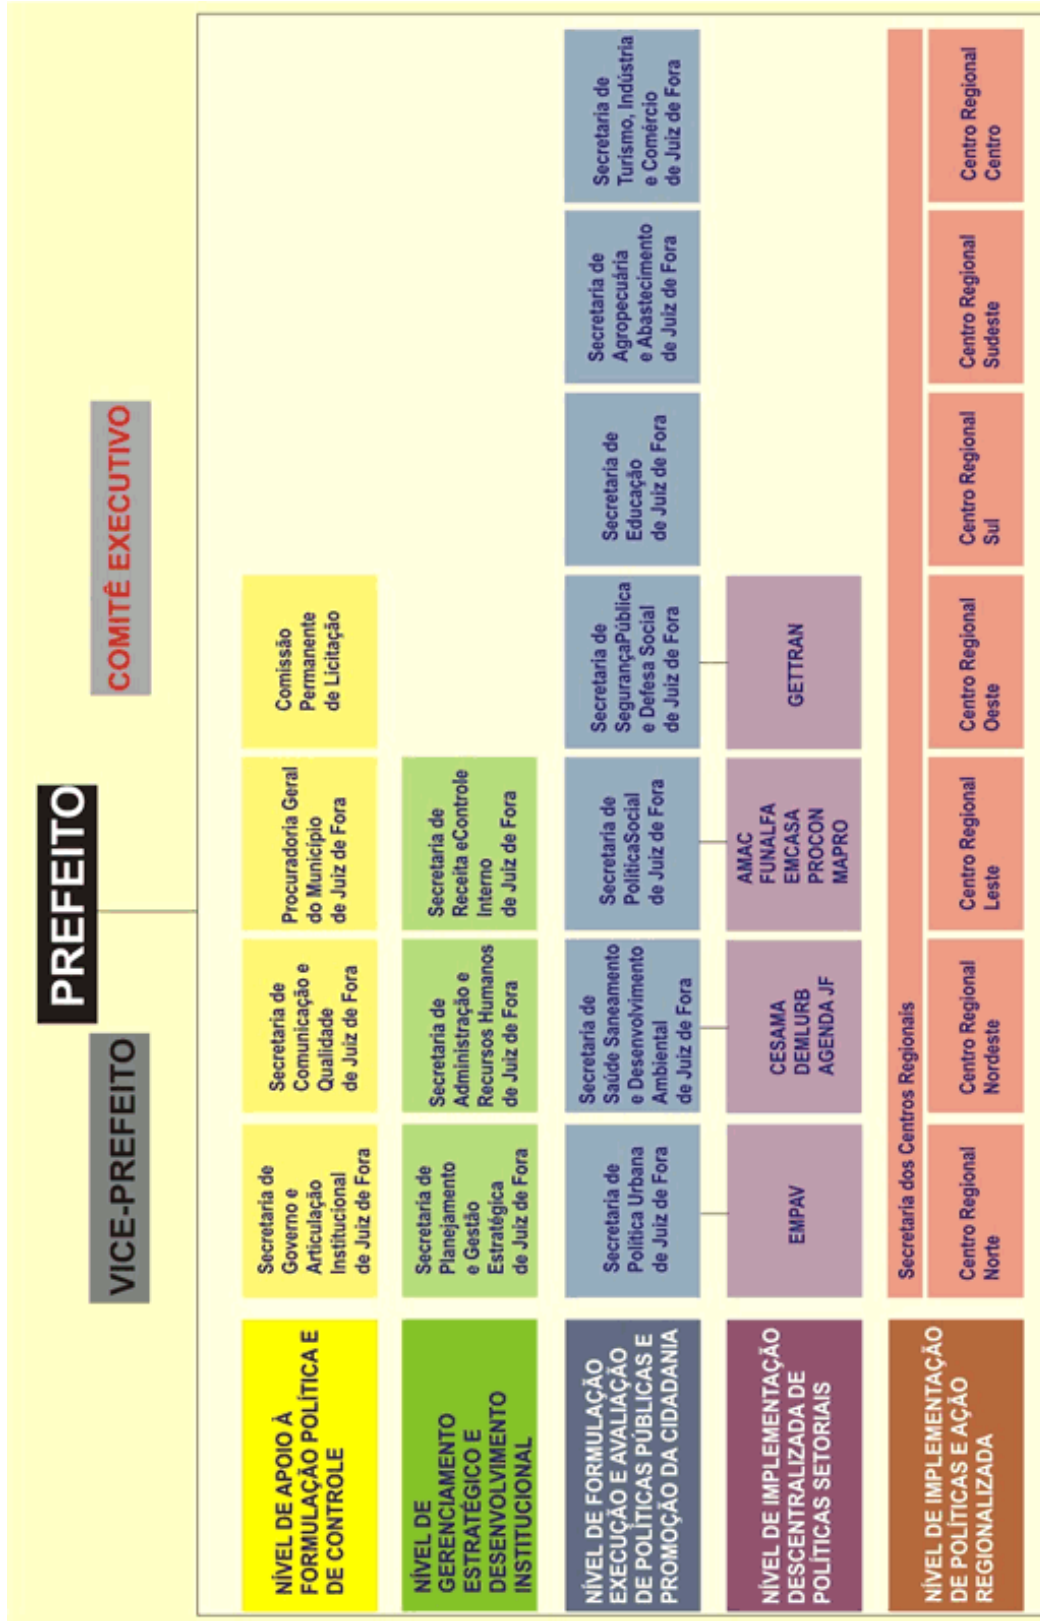 PREFEITO
VICE-PREFEITO
COMITÊ EXECUTIVO
NÍVEL DE APOIO À
FORMULAÇÃO POLÍTICA E
DE CONTROLE
Secretaria de
Governo e
Articulação
Institucional
de Juiz de Fora
Secretaria de
Comunicação e
Qualidade
de Juiz de Fora
Procuradoria Geral
do Município
de Juiz de Fora
Comissão
Permanente
de Licitação
NÍVEL DE
GERENCIAMENTO
ESTRATÉGICO E
DESENVOLVIMENTO
INSTITUCIONAL
Secretaria de
Planejamento
e Gestão
Estratégica
de Juiz de Fora
Secretaria de
Administração e
Recursos Humanos
de Juiz de Fora
Secretaria de
Receita eControle
Interno
de Juiz de Fora
NÍVEL DE FORMULAÇÃO
EXECUÇÃO E AVALIAÇÃO
DE POLÍTICAS PÚBLICAS E
PROMOÇÃO DA CIDADANIA
Secretaria de
Política Urbana
de Juiz de Fora
Secretaria de
Saúde Saneamento
e Desenvolvimento
Ambiental
de Juiz de Fora
Secretaria de
PolíticaSocial
de Juiz de Fora
Secretaria de
SegurançaPública
e Defesa Social
de Juiz de Fora
Secretaria de
Educação
de Juiz de Fora
Secretaria de
Agropecuária
e Abastecimento
de Juiz de Fora
Secretaria de
Turismo, Indústria
e Comércio
de Juiz de Fora
NÍVEL DE IMPLEMENTAÇÃO
DESCENTRALIZADA DE
POLÍTICAS SETORIAIS
EMPAV
CESAMA
DEMLURB
AGENDA JF
AMAC
FUNALFA
EMCASA
PROCON
MAPRO
GETTRAN
NÍVEL DE IMPLEMENTAÇÃO
DE POLÍTICAS E AÇÃO
REGIONALIZADA
Secretaria dos Centros Regionais
Centro Regional
Norte
Centro Regional
Nordeste
Centro Regional
Leste
Centro Regional
Oeste
Centro Regional
Sul
Centro Regional
Sudeste
Centro Regional
Centro